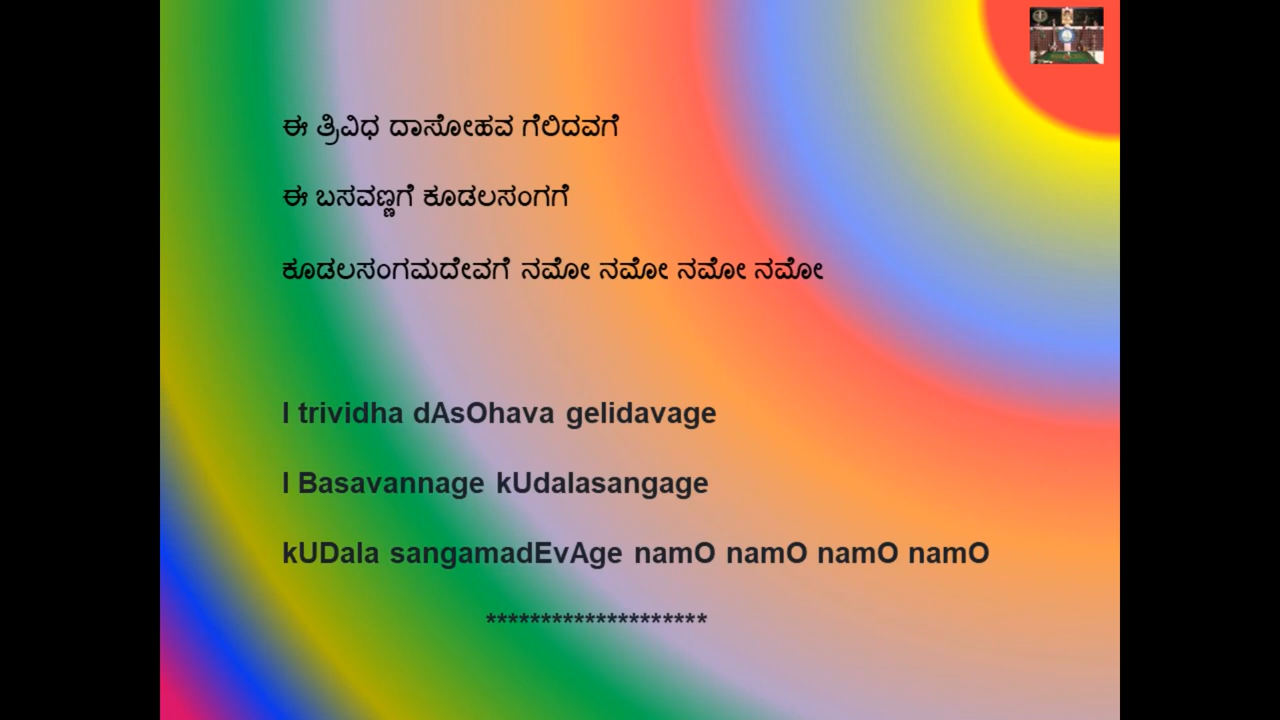 ಈ ತ್ರಿವಿಧ ದಾಸೋಹವ ಗೆಲಿದವಗೆ
ಈ ಬಸವಣ್ಣಗೆ ಕೂಡಲಸಂಗಗೆ
ಕೂಡಲಸಂಗಮದೇವಗೆ ನಮೋ ನಮೋ ನಮೋ ನಮೋ
I trividha dAsOhava gelidavage
I Basavannage kUdalasangage
kUDala sangamadEvAge namO namO namO namO
********************